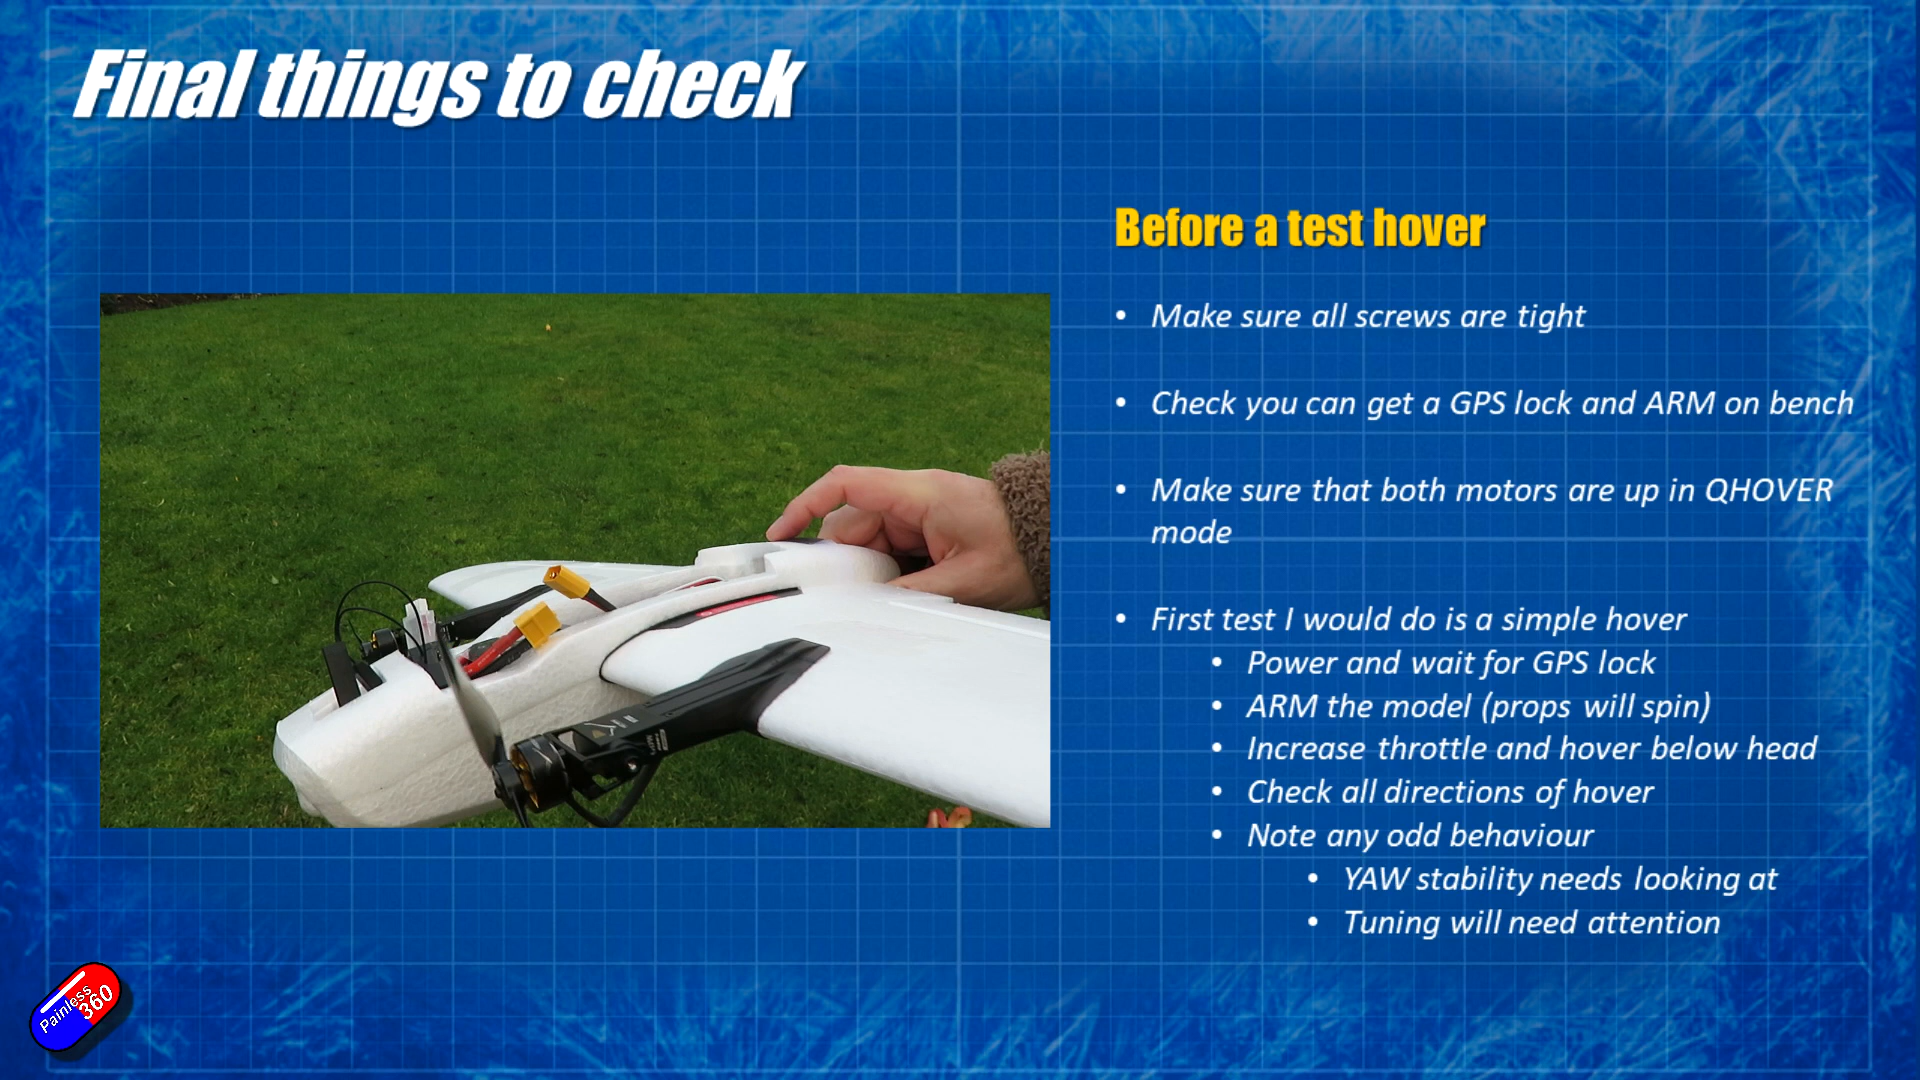 Final things to check
Before a test hover
• Make sure all screws are tight
• Check you can get a GPS lock and ARM on bench
• Make sure that both motors are up in QHOVER
mode
• First test I would do is a simple hover
• Power and wait for GPS lock
• ARM the model (props will spin)
• Increase throttle and hover below head
• Check all directions of hover
• Note any odd behaviour
• YAW stability needs looking at
• Tuning will need attention
Painless
360